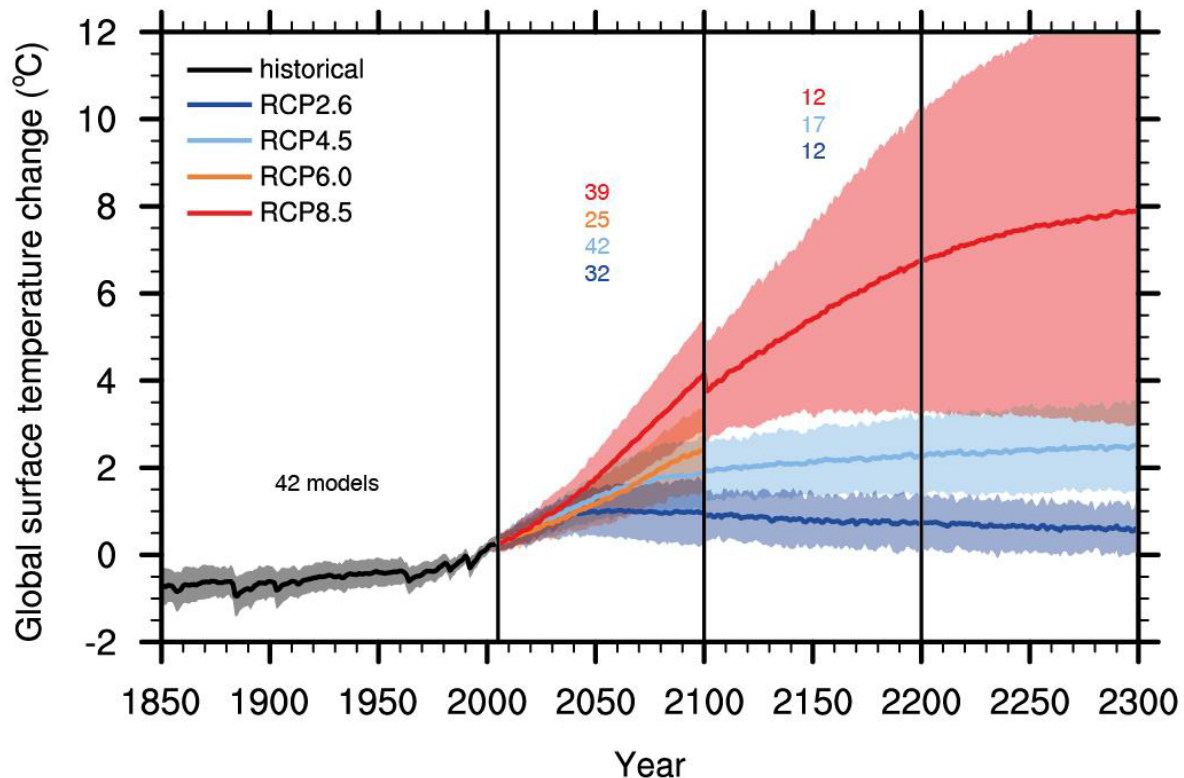 Global surface temperature change (°C)
12
10
8
6
4
2
0
-2
historical
RCP2.6
RCP4.5
RCP6.0
RCP8.5
42 models
39
25
42
32
12
17
12
1850 1900 1950 2000 2050 2100 2150 2200 2250 2300
Year